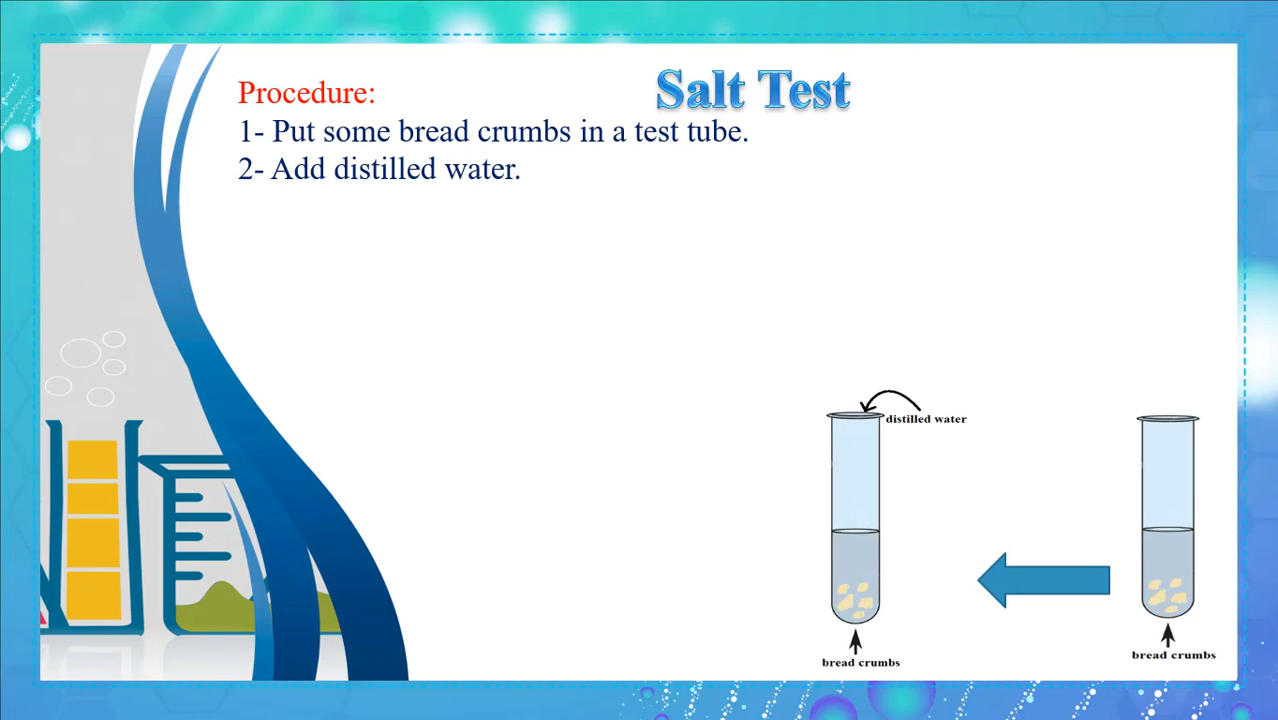 Salt Test
Procedure:
1- Put some bread crumbs in a test tube.
2- Add distilled water.
distilled water
bread crumbs
bread crumbs